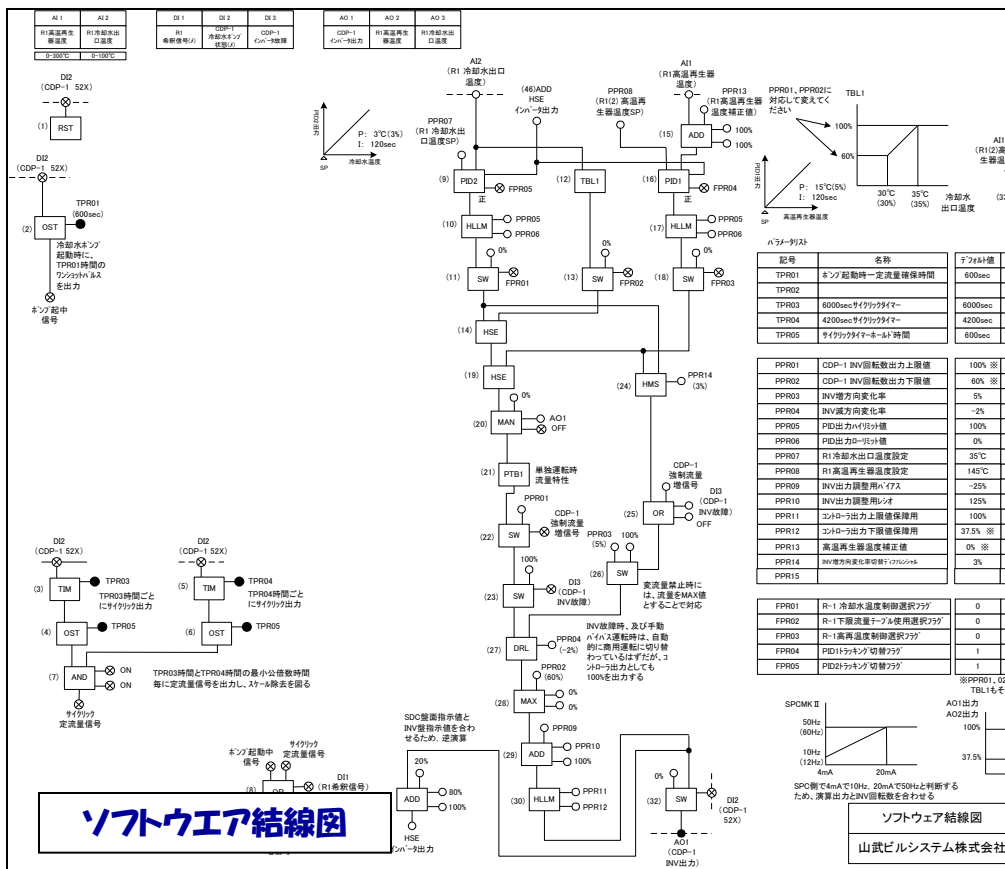 AI 1
AI 2
R1高温再生
器温度
R1冷却水出
口温度
0-300℃
0-100℃
DI 1
DI 2
DI 3
R1
希釈信号(J)
CDP-1
冷却水ポンプ
状態(J)
CDP-1
インバータ故障
AO 1
AO 2
AO 3
CDP-1
インバータ出力
R1高温再生
器温度
R1冷却水出
口温度
DI2
(CDP-1 52X)
(1)
RST
DI2
(CDP-1 52X)
TPR01
(600sec)
(2)
OST
冷却水ポンプ
起動時に、
TPR01時間の
ワンショットパルス
を出力
ポンプ起中
信号
PID2出力
P: 3℃(3%)
I: 120sec
SP
冷却水温度
AI2
(R1 冷却水出口
温度)
(46)ADD
HSE
インバータ出力
PPR08
(R1(2) 高温再
生器温度SP)
AI1
(R1高温再生器
温度)
PPR13
(R1高温再生器
温度補正値)
PPR07
(R1 冷却水出
口温度SP)
(15)
ADD
100%
100%
(9)
PID2
FPR05
正
(12)
TBL1
(16)
PID1
FPR04
正
(10)
HLLM
PPR05
PPR06
(17)
HLLM
PPR05
PPR06
0%
(11)
SW
FPR01
0%
(13)
SW
FPR02
0%
(18)
SW
FPR03
(14)
HSE
(19)
HSE
(24)
HMS
PPR14
(3%)
0%
(20)
MAN
AO1
OFF
(21)
PTB1
単独運転時
流量特性
PPR01
CDP-1
強制流量
増信号
(22)
SW
CDP-1
強制流量
増信号
(25)
OR
DI3
(CDP-1
INV故障)
OFF
100%
(23)
SW
DI3
(CDP-1
INV故障)
PPR03
(5%)
100%
(26)
SW
変流量禁止時に
は、流量をMAX値
とすることで対応
(27)
DRL
PPR04
(-2%)
INV故障時、及び手動
バイパス運転時は、自動
的に商用運転に切り替
わっているはずだが、コ
ントローラ出力としても
100%を出力する
PPR02
(60%)
(28)
MAX
0%
0%
PPR09
(29)
ADD
PPR10
100%
(30)
HLLM
PPR11
PPR12
0%
(32)
SW
DI2
(CDP-1
52X)
AO1
(CDP-1
INV出力)
SDC盤面指示値と
INV盤指示値を合わ
せるため、逆演算
20%
ADD
80%
100%
HSE
インバータ出力
DI2
(CDP-1 52X)
(3)
TIM
TPR03
TPR03時間ごと
にサイクリック出力
(4)
OST
TPR05
DI2
(CDP-1 52X)
(5)
TIM
TPR04
TPR04時間ごと
にサイクリック出力
(6)
OST
TPR05
(7)
AND
ON
ON
サイクリック
定流量信号
TPR03時間とTPR04時間の最小公倍数時間
毎に定流量信号を出力し、スケール除去を図る
ポンプ起動中
信号
サイクリック
定流量信号
(8)
OR
DI1
(R1希釈信号)
PPR01、PPR02に
対応して変えてく
ださい
TBL1
100%
60%
30℃
(30%)
35℃
(35%)
冷却水
出口温度
PID1出力
P: 15℃(5%)
I: 120sec
SP
高温再生器温度
AI1
(R1(2)高
生器温
(33
パラメータリスト
記号 名称 デフォルト値
TPR01 ポンプ起動時一定流量確保時間 600sec
TPR02
TPR03 6000secサイクリックタイマー 6000sec
TPR04 4200secサイクリックタイマー 4200sec
TPR05 サイクリックタイマーホールド時間 600sec
PPR01 CDP-1 INV回転数出力上限値 100% ※
PPR02 CDP-1 INV回転数出力下限値 60% ※
PPR03 INV増方向変化率 5%
PPR04 INV減方向変化率 -2%
PPR05 PID出力ハイリミット値 100%
PPR06 PID出力ローリミット値 0%
PPR07 R1冷却水出口温度設定 35℃
PPR08 R1高温再生器温度設定 145℃
PPR09 INV出力調整用バイアス -25%
PPR10 INV出力調整用レシオ 125%
PPR11 コントローラ出力上限値保障用 100%
PPR12 コントローラ出力下限値保障用 37.5% ※
PPR13 高温再生器温度補正値 0% ※
PPR14 INV増方向変化率切替ディファレンシャル 3%
PPR15
FPR01 R-1 冷却水温度制御選択フラグ 0
FPR02 R-1下限流量テーブル使用選択フラグ 0
FPR03 R-1高再温度制御選択フラグ 0
FPR04 PID1トラッキング切替フラグ 1
FPR05 PID2トラッキング切替フラグ 1
※PPR01、02
TBL1もそ
SPCMKⅡ
50Hz
(60Hz)
10Hz
(12Hz)
4mA
20mA
AO1出力
AO2出力
100%
37.5%
SPC側で4mAで10Hz、20mAで50Hzと判断する
ため、演算出力とINV回転数を合わせる
ソフトウェア結線図
山武ビルシステム株式会社
ソフトウエア結線図